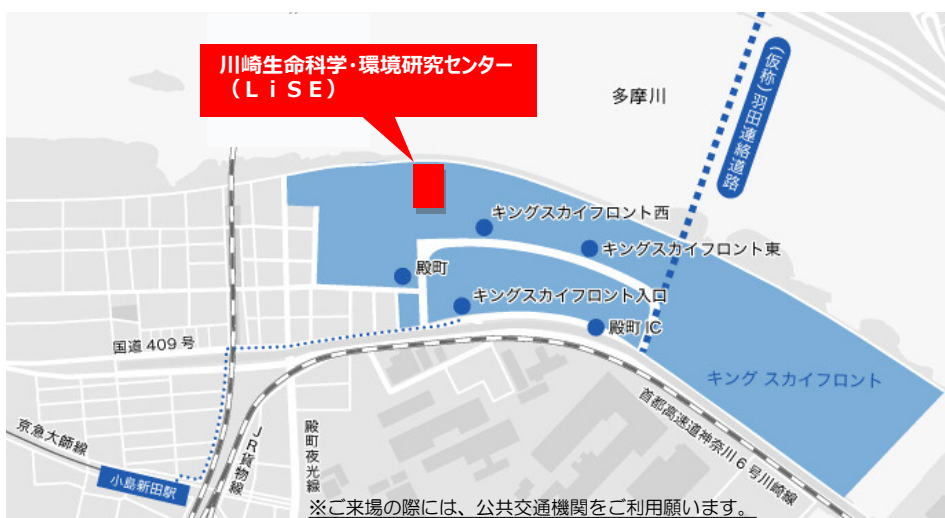 川崎生命科学・環境研究センター
（ＬｉＳＥ）
多摩川
（仮称）羽田連絡道路
キングスカイフロント西
キングスカイフロント東
殿町
キングスカイフロント入口
殿町 IC
国道 409 号
キング スカイフロント
首都高速道神奈川 6 号川崎線
京急大師線
小島新田駅
ＪＲ貨物線
殿町夜光線
※ご来場の際には、公共交通機関をご利用願います。